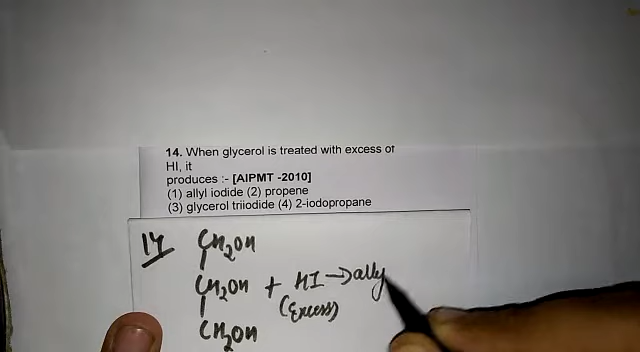 14. When glycerol is treated with excess of
HI, it
produces :- [AIPMT -2010]
(1) allyl iodide (2) propene
(3) glycerol triiodide (4) 2-iodopropane
14 CH2OH
CH2OH + HI → ally
(Excess)
CH2OH